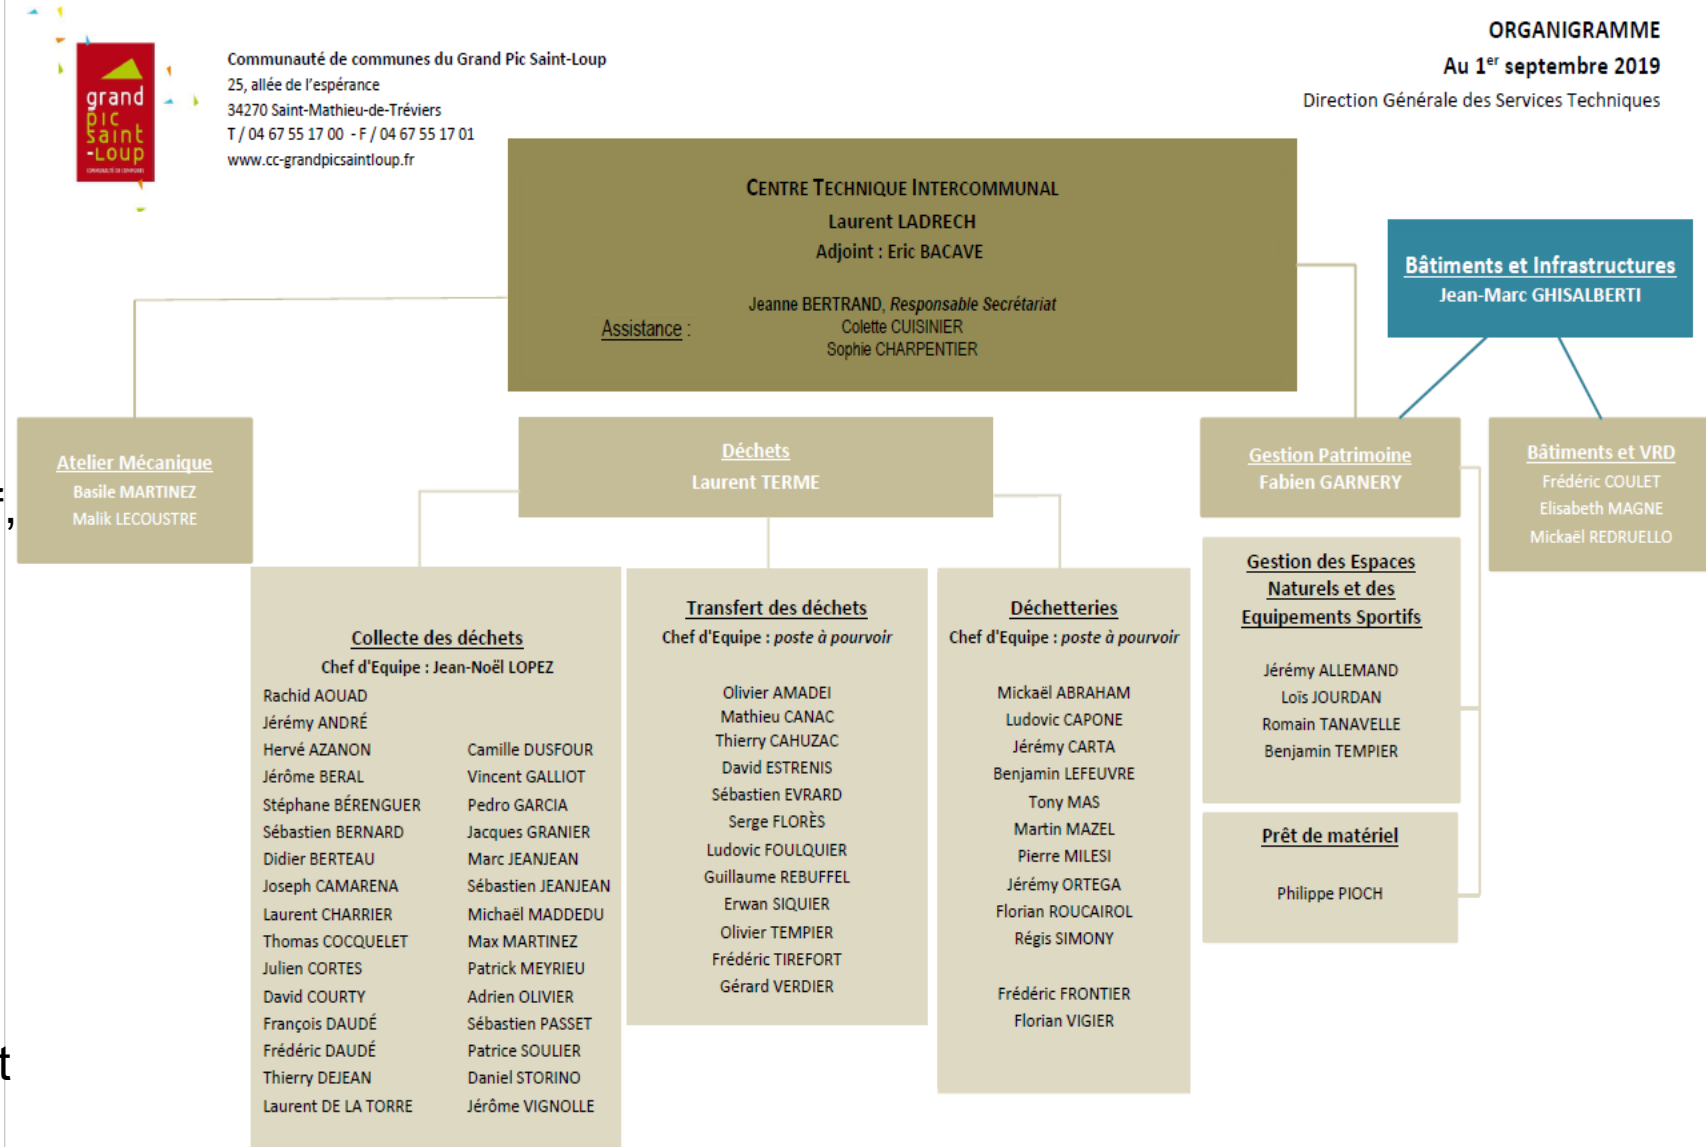 ORGANIGRAMME
Au 1er septembre 2019
Direction Générale des Services Techniques
grand
pic
saint
-Loup
Communauté de communes du Grand Pic Saint-Loup
25, allée de l'espérance
34270 Saint-Mathieu-de-Tréviers
T / 04 67 55 17 00 - F / 04 67 55 17 01
www.cc-grandpicsaintloup.fr
CENTRE TECHNIQUE INTERCOMMUNAL
Laurent LADRECH
Adjoint : Eric BACAVE
Jeanne BERTRAND, Responsable Secrétariat
Assistance :
Colette CUISINIER
Sophie CHARPENTIER
Bâtiments et Infrastructures
Jean-Marc GHISALBERTI
Atelier Mécanique
Basile MARTINEZ
Malik LECOUSTRE
Déchets
Laurent TERME
Gestion Patrimoine
Fabien GARNERY
Bâtiments et VRD
Frédéric COULET
Elisabeth MAGNE
Mickaël REDRUELLO
Collecte des déchets
Chef d'Equipe : Jean-Noël LOPEZ
Rachid AOUAD
Jérémy ANDRÉ
Hervé AZANON
Jérôme BERAL
Stéphane BÉRENGUER
Sébastien BERNARD
Didier BERTEAU
Joseph CAMARENA
Laurent CHARRIER
Thomas COCQUELET
Julien CORTES
David COURTY
François DAUDÉ
Frédéric DAUDÉ
Thierry DEJEAN
Laurent DE LA TORRE
Camille DUSFOUR
Vincent GALLIOT
Pedro GARCIA
Jacques GRANIER
Marc JEANJEAN
Sébastien JEANJEAN
Michaël MADDEDU
Max MARTINEZ
Patrick MEYRIEU
Adrien OLIVIER
Sébastien PASSET
Patrice SOULIER
Daniel STORINO
Jérôme VIGNOLLE
Transfert des déchets
Chef d'Equipe : poste à pourvoir
Olivier AMADEI
Mathieu CANAC
Thierry CAHUZAC
David ESTRENIS
Sébastien EVRARD
Serge FLORÈS
Ludovic FOULQUIER
Guillaume REBUFFEL
Erwan SIQUIER
Olivier TEMPIER
Frédéric TIREFORT
Gérard VERDIER
Déchetteries
Chef d'Equipe : poste à pourvoir
Mickaël ABRAHAM
Ludovic CAPONE
Jérémy CARTA
Benjamin LEFEUVRE
Tony MAS
Martin MAZEL
Pierre MILESI
Jérémy ORTEGA
Florian ROUCAIROL
Régis SIMONY
Frédéric FRONTIER
Florian VIGIER
Gestion des Espaces
Naturels et des
Equipements Sportifs
Jérémy ALLEMAND
Loïs JOURDAN
Romain TANAVELLE
Benjamin TEMPIER
Prêt de matériel
Philippe PIOCH